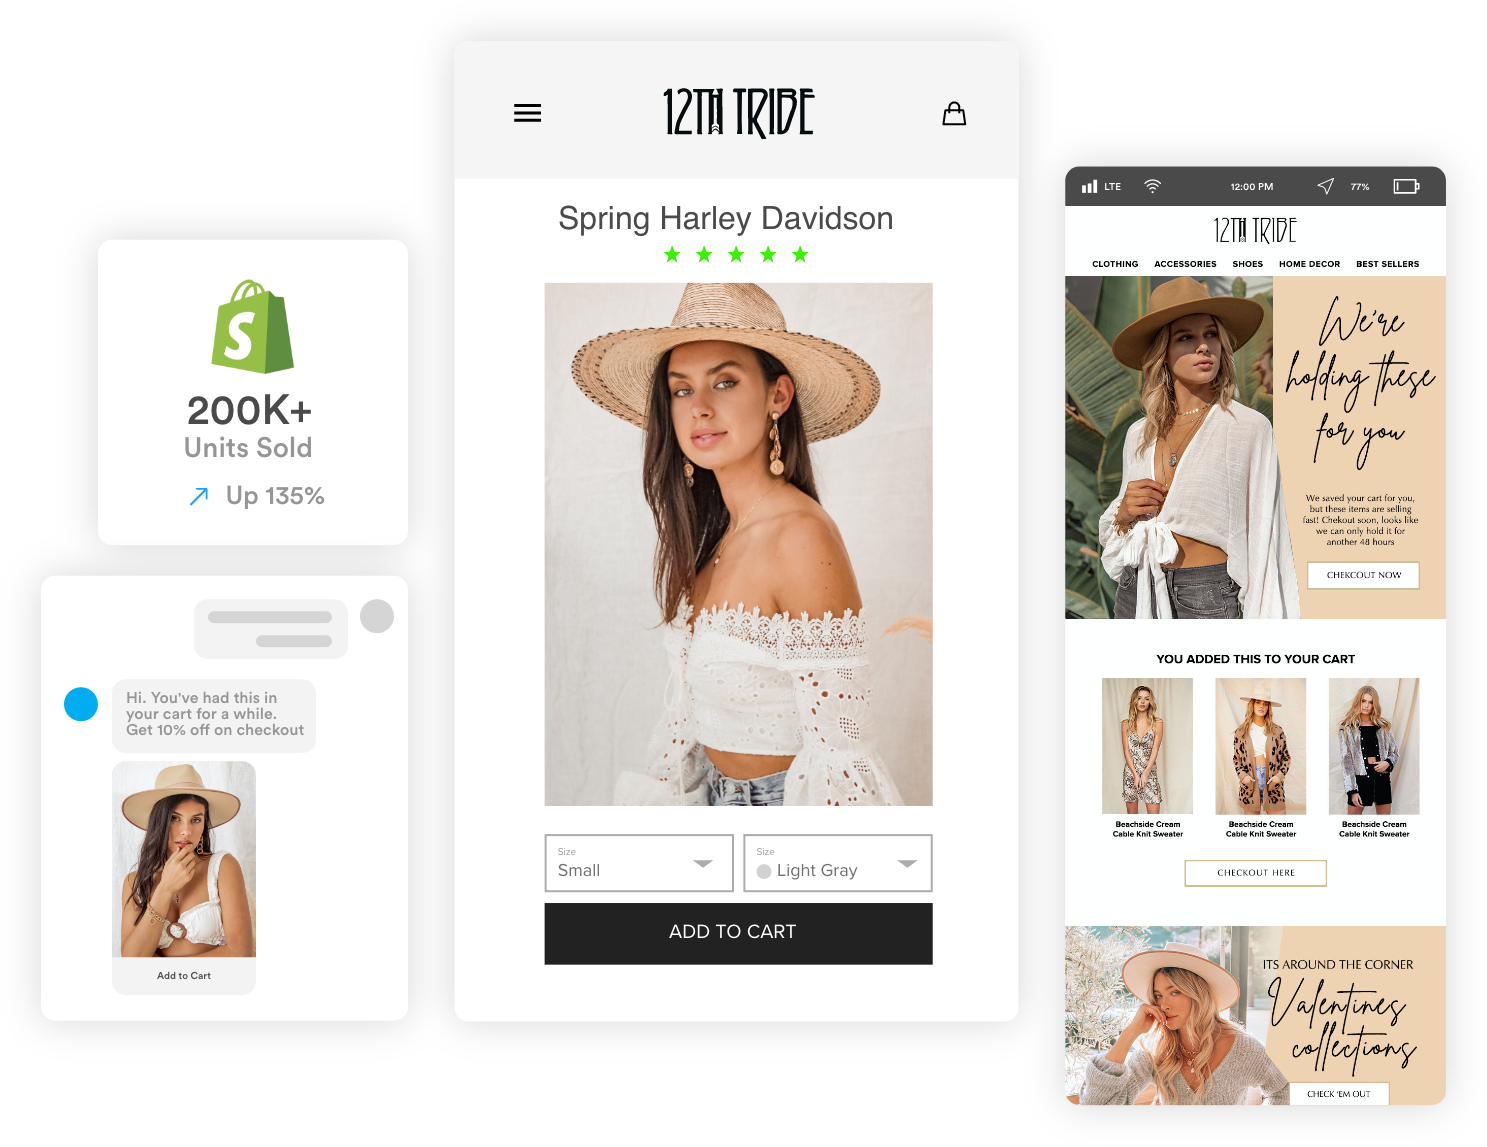 200K+
Units Sold
Up 135%
Hi. You've had this in
your cart for a while.
Get 10% off on checkout
Add to Cart
12TH TRIBE
Spring Harley Davidson
Size
Small
Size
Light Gray
ADD TO CART
LTE
12:00 PM
77%
12TH TRIBE
CLOTHING ACCESSORIES SHOES HOME DECOR BEST SELLERS
We're
holding these
for you
We saved your cart for you,
but these items are selling
fast! Chekout soon, looks like
we can only hold it for
another 48 hours
CHEKCOUT NOW
YOU ADDED THIS TO YOUR CART
Beachside Cream
Cable Knit Sweater
Beachside Cream
Cable Knit Sweater
Beachside Cream
Cable Knit Sweater
CHECKOUT HERE
ITS AROUND THE CORNER
Valentines
collections
CHECK 'EM OUT